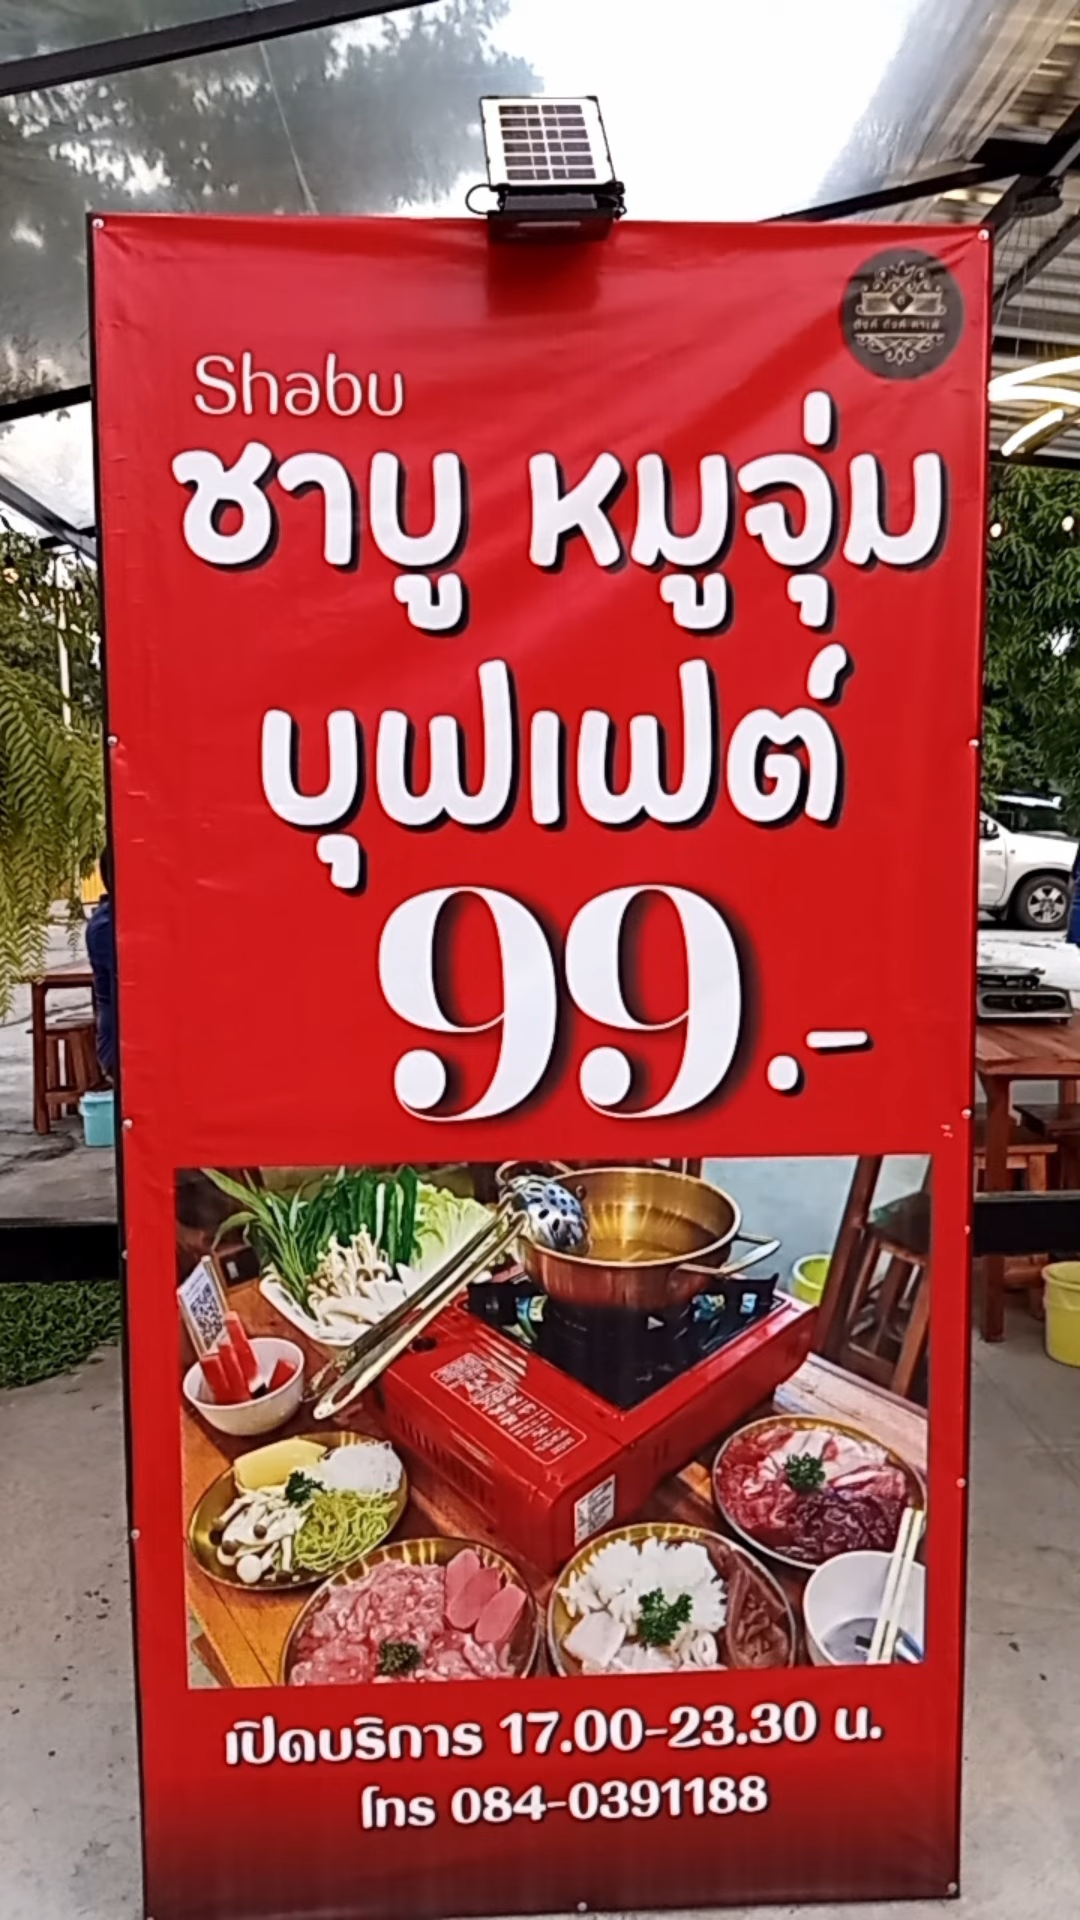 Shabu
ชาบู หมูจุ่ม
บุฟเฟต์
99.-
เปิดบริการ 17.00-23.30 น.
โทร 084-0391188